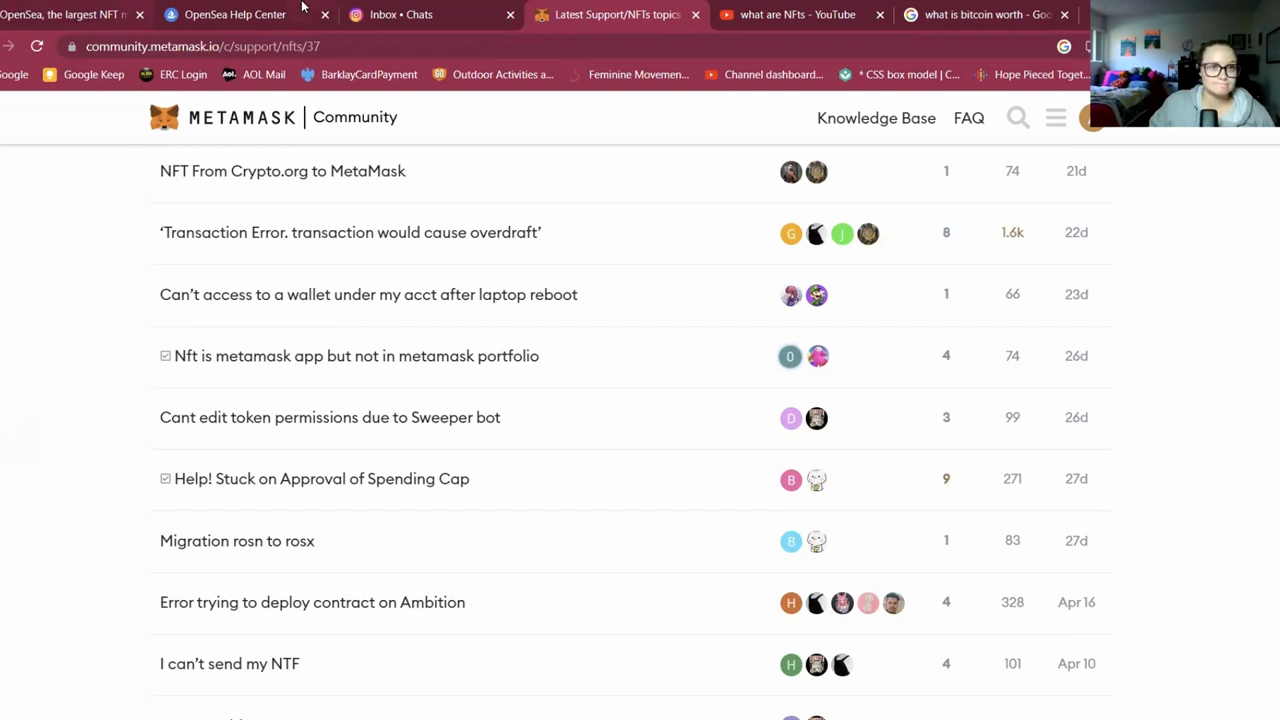 OpenSea, the largest NFT n
OpenSea Help Center
Inbox • Chats
Latest Support/NFTs topics
what are NFts - YouTube
what is bitcoin worth - Goo
community.metamask.io/c/support/nfts/37
Google
Google Keep
ERC Login
AOL Mail
BarklayCardPayment
Outdoor Activities a...
Feminine Movemen...
Channel dashboard...
* CSS box model | C...
Hope Pieced Toget...
METAMASK | Community
Knowledge Base
FAQ
NFT From Crypto.org to MetaMask
1 74 21d
‘Transaction Error. transaction would cause overdraft’
G J 8 1.6k 22d
Can’t access to a wallet under my acct after laptop reboot
1 66 23d
Nft is metamask app but not in metamask portfolio
0 4 74 26d
Cant edit token permissions due to Sweeper bot
D 3 99 26d
Help! Stuck on Approval of Spending Cap
B 9 271 27d
Migration rosn to rosx
B 1 83 27d
Error trying to deploy contract on Ambition
H 4 328 Apr 16
I can’t send my NTF
H 4 101 Apr 10